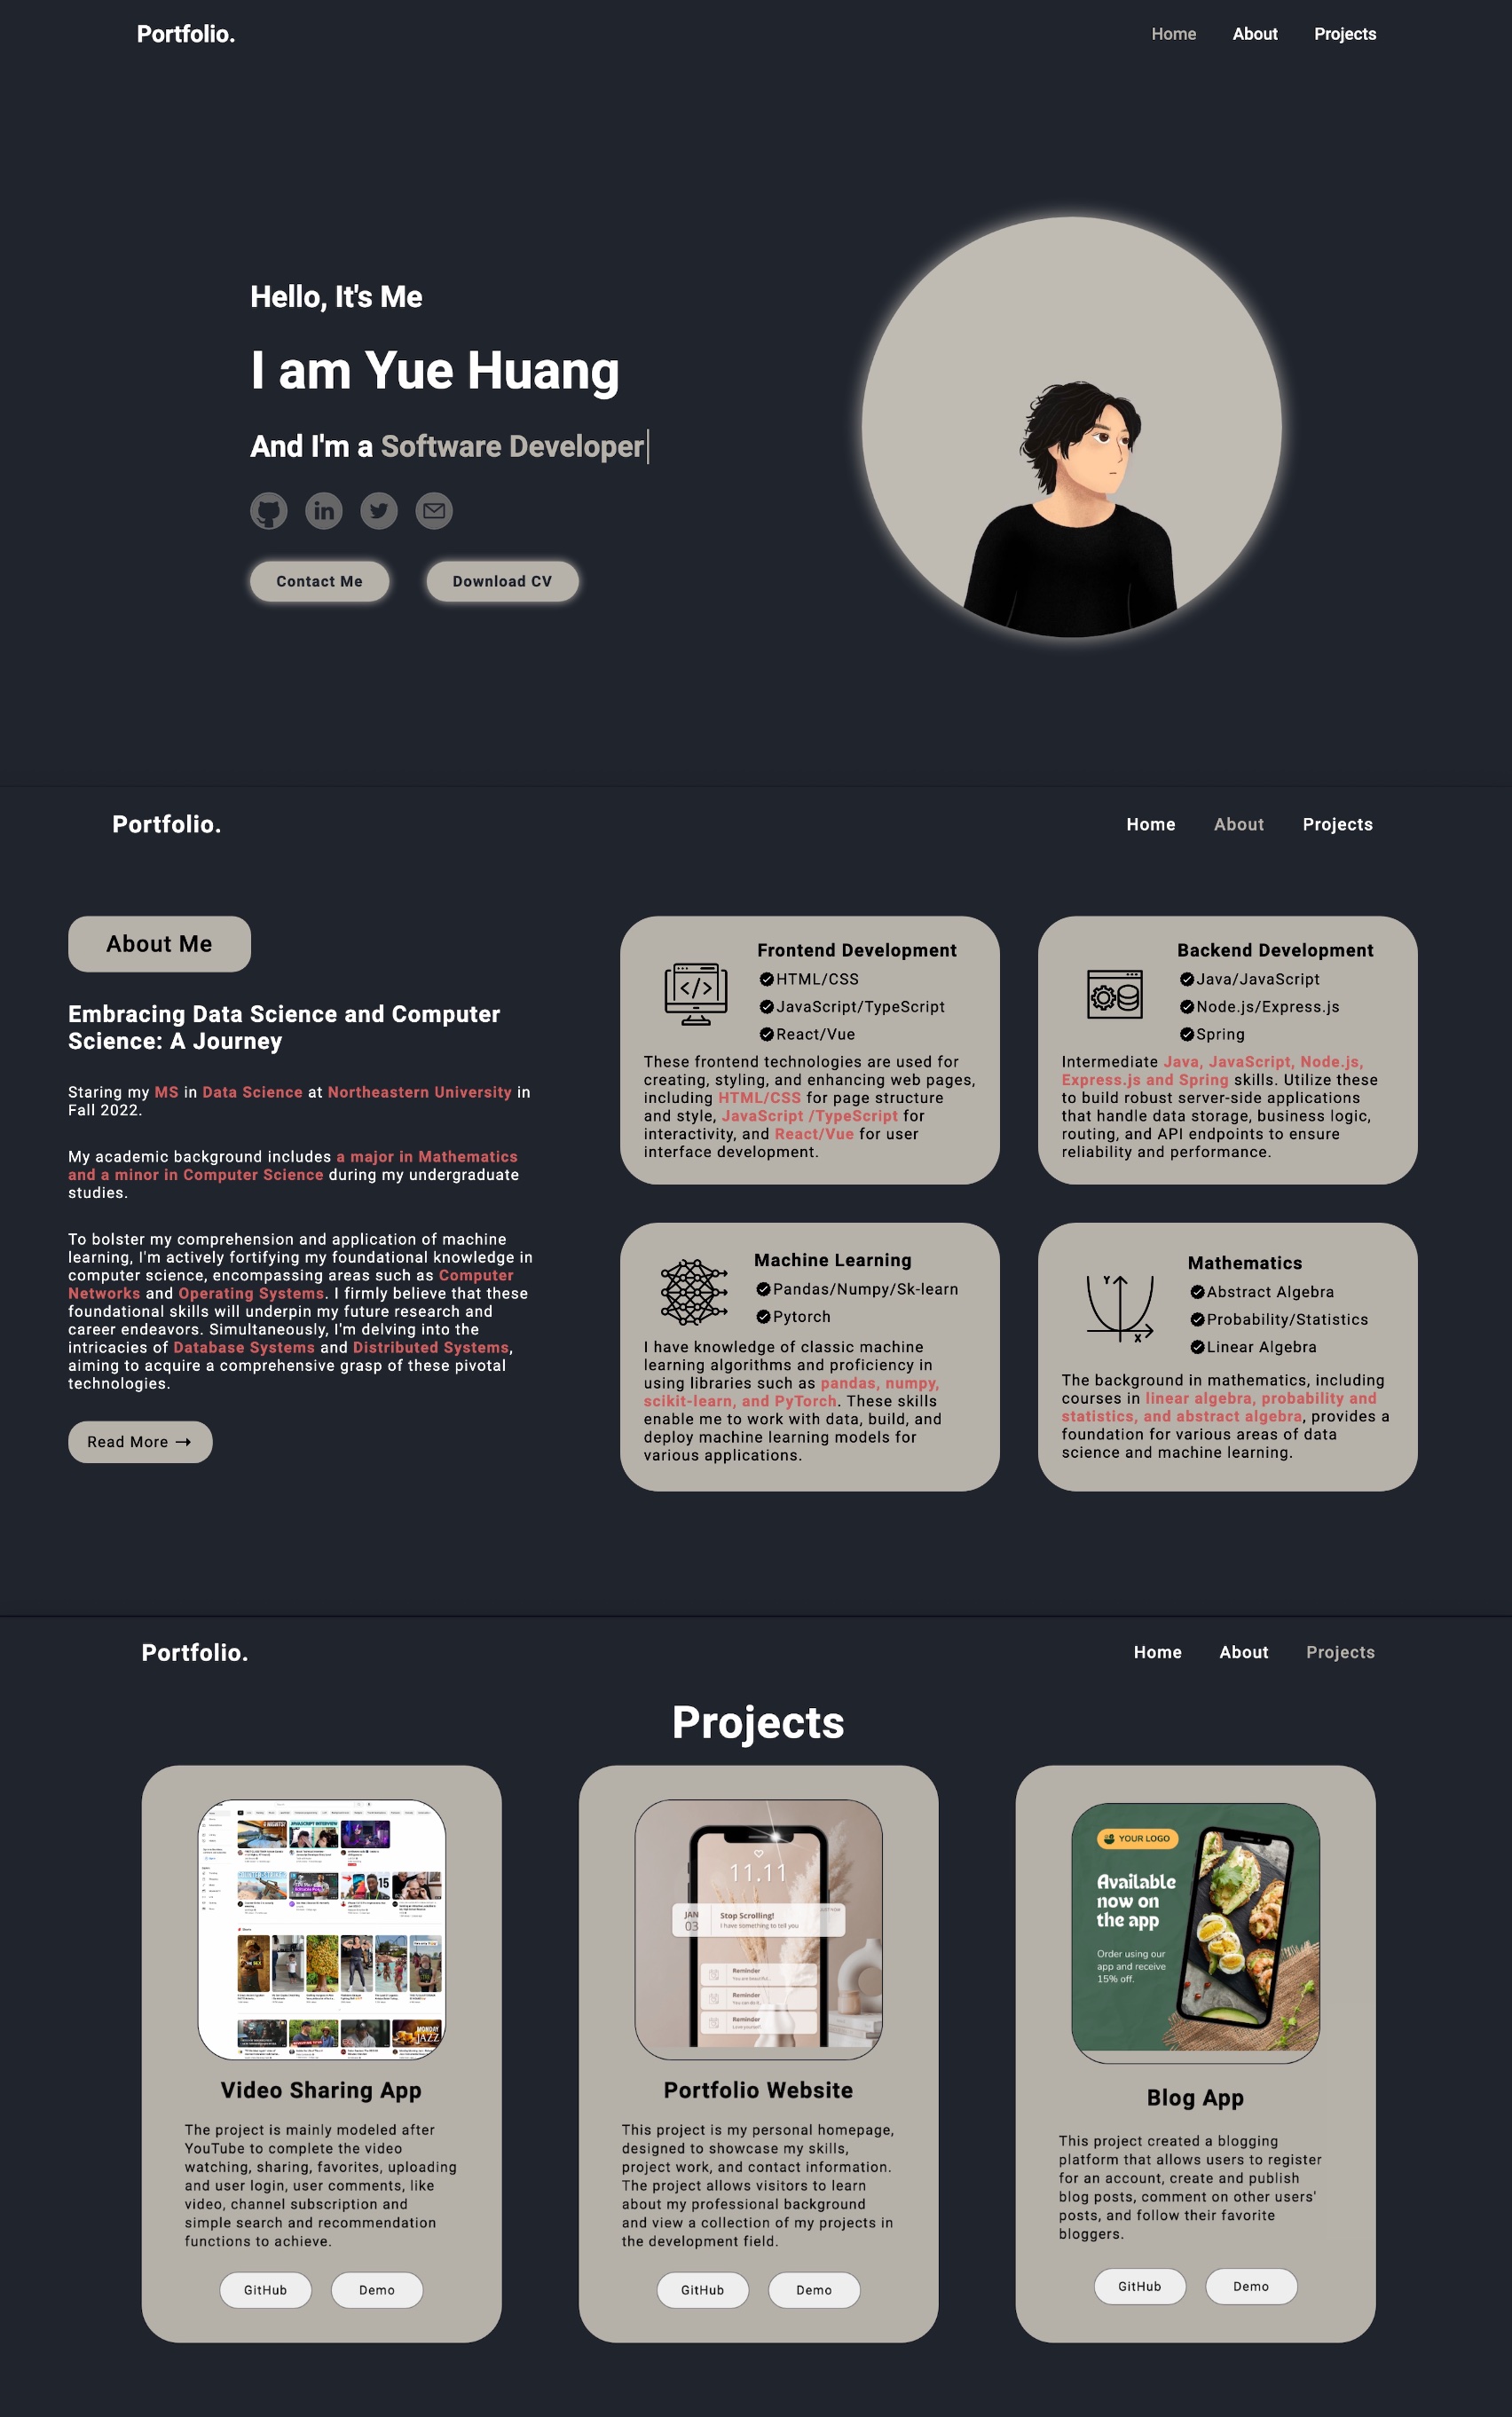 Portfolio.
Home About Projects
Hello, It's Me
I am Yue Huang
And I'm a Software Developer
in
Contact Me Download CV
Portfolio.
Home About Projects
About Me
Embracing Data Science and Computer
Science: A Journey
Staring my MS in Data Science at Northeastern University in
Fall 2022.
My academic background includes a major in Mathematics
and a minor in Computer Science during my undergraduate
studies.
To bolster my comprehension and application of machine
learning, I'm actively fortifying my foundational knowledge in
computer science, encompassing areas such as Computer
Networks and Operating Systems. I firmly believe that these
foundational skills will underpin my future research and
career endeavors. Simultaneously, I'm delving into the
intricacies of Database Systems and Distributed Systems,
aiming to acquire a comprehensive grasp of these pivotal
technologies.
Read More →
Frontend Development
HTML/CSS
JavaScript/TypeScript
React/Vue
These frontend technologies are used for
creating, styling, and enhancing web pages,
including HTML/CSS for page structure
and style, JavaScript /TypeScript for
interactivity, and React/Vue for user
interface development.
Backend Development
Java/JavaScript
Node.js/Express.js
Spring
Intermediate Java, JavaScript, Node.js,
Express.js and Spring skills. Utilize these
to build robust server-side applications
that handle data storage, business logic,
routing, and API endpoints to ensure
reliability and performance.
Machine Learning
Pandas/Numpy/Sk-learn
Pytorch
I have knowledge of classic machine
learning algorithms and proficiency in
using libraries such as pandas, numpy,
scikit-learn, and PyTorch. These skills
enable me to work with data, build, and
deploy machine learning models for
various applications.
Y
X
Mathematics
Abstract Algebra
Probability/Statistics
Linear Algebra
The background in mathematics, including
courses in linear algebra, probability and
statistics, and abstract algebra, provides a
foundation for various areas of data
science and machine learning.
Portfolio.
Home About Projects
Projects
JAVASCRIPT INTERVIEW
15
MONDAY
JAZZ
Video Sharing App
The project is mainly modeled after
YouTube to complete the video
watching, sharing, favorites, uploading
and user login, user comments, like
video, channel subscription and
simple search and recommendation
functions to achieve.
GitHub Demo
11.11
JAN
03
Stop Scrolling!
I have something to tell you
Reminder
Reminder
You can do it
Reminder
Love yourself
Portfolio Website
This project is my personal homepage,
designed to showcase my skills,
project work, and contact information.
The project allows visitors to learn
about my professional background
and view a collection of my projects in
the development field.
GitHub Demo
YOUR LOGO
Available
now on
the app
Order using our
app and receive
15% off.
Blog App
This project created a blogging
platform that allows users to register
for an account, create and publish
blog posts, comment on other users'
posts, and follow their favorite
bloggers.
GitHub Demo